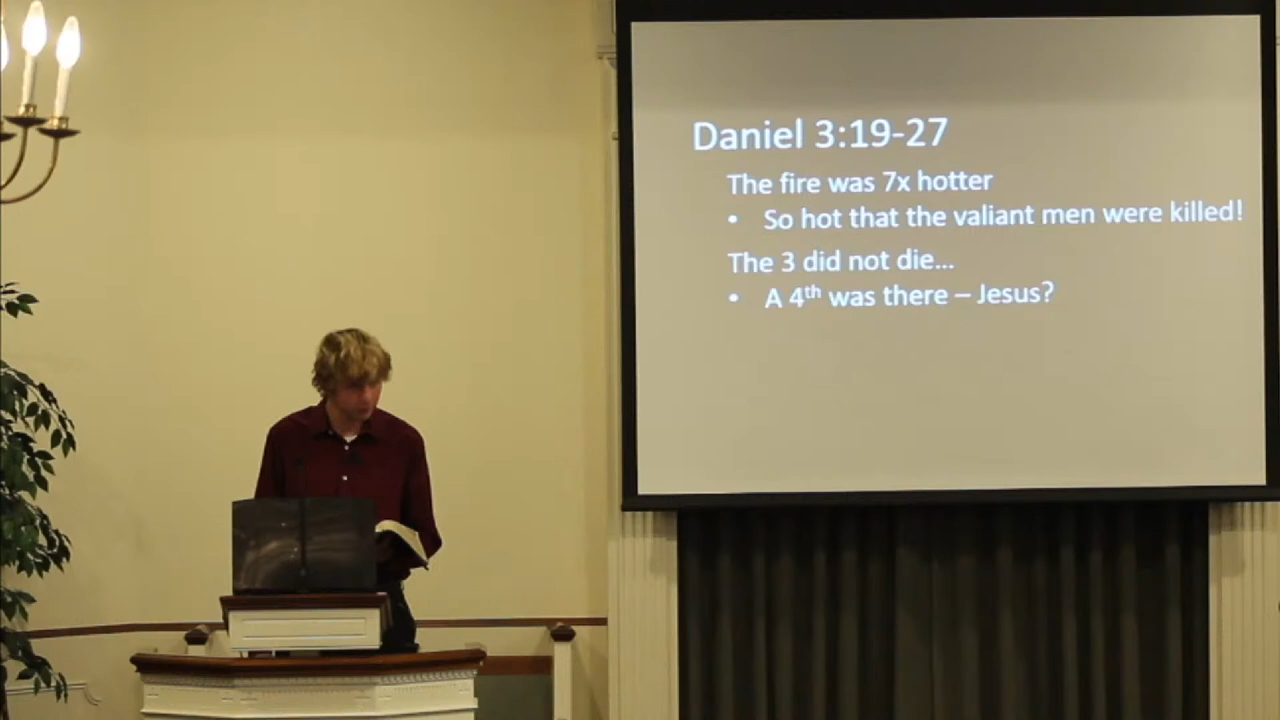 Daniel 3:19-27
The fire was 7x hotter
• So hot that the valiant men were killed!
The 3 did not die...
• A 4th was there – Jesus?